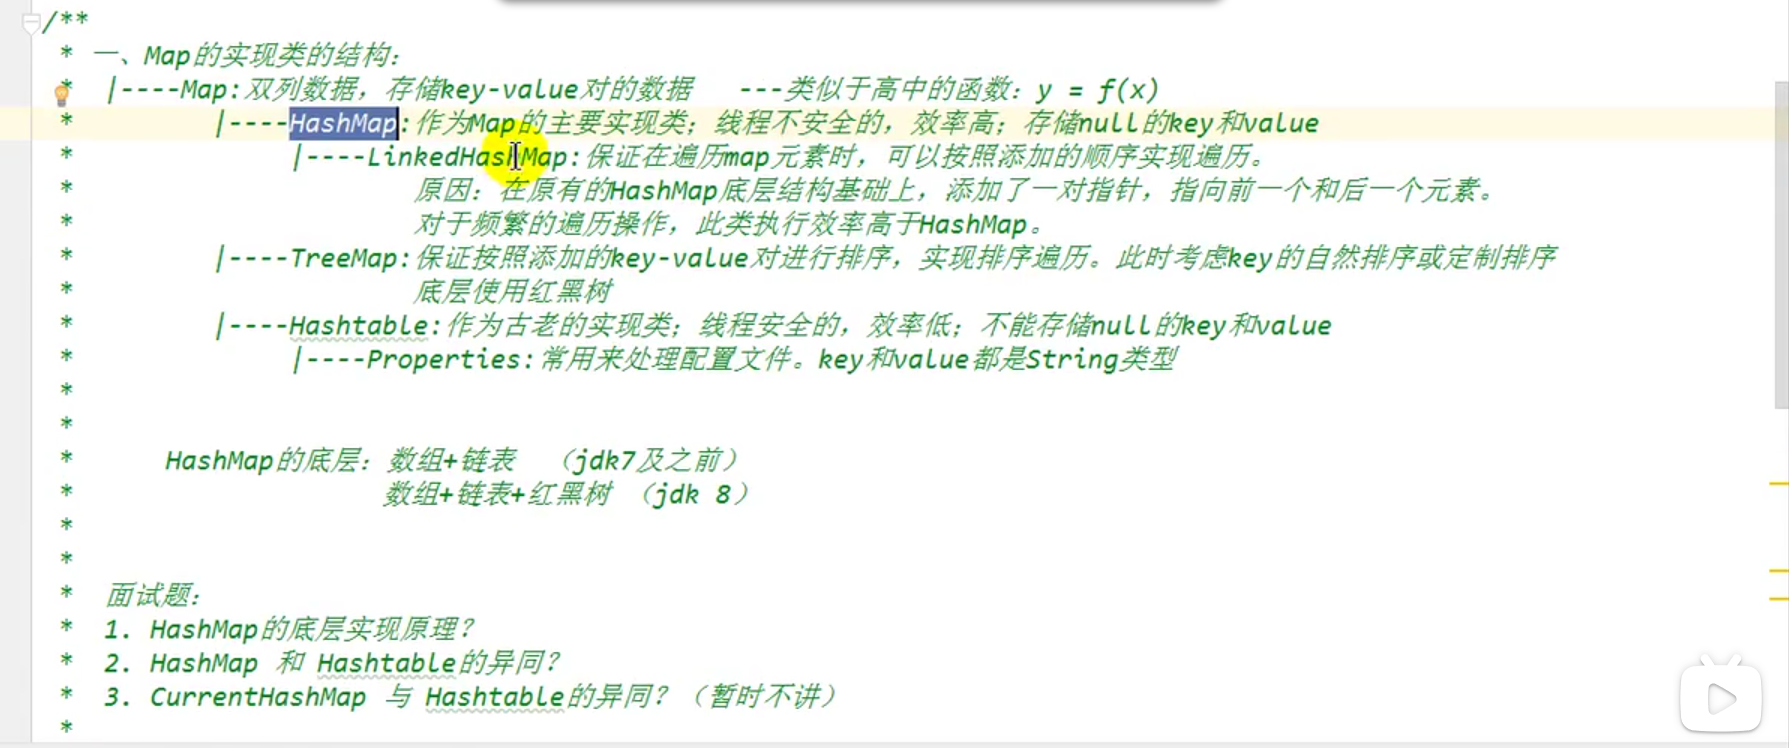 /**
* 一、Map的实现类的结构：
* |----Map:双列数据，存储key-value对的数据   ---类似于高中的函数：y = f(x)
*       |----HashMap:作为Map的主要实现类；线程不安全的，效率高；存储null的key和value
*              |----LinkedHashMap:保证在遍历map元素时，可以按照添加的顺序实现遍历。
*                      原因：在原有的HashMap底层结构基础上，添加了一对指针，指向前一个和后一个元素。
*                      对于频繁的遍历操作，此类执行效率高于HashMap。
*       |----TreeMap:保证按照添加的key-value对进行排序，实现排序遍历。此时考虑key的自然排序或定制排序
*                      底层使用红黑树
*       |----Hashtable:作为古老的实现类；线程安全的，效率低；不能存储null的key和value
*              |----Properties:常用来处理配置文件。key和value都是String类型
*
*
*      HashMap的底层：数组+链表  （jdk7及之前）
*                    数组+链表+红黑树 （jdk 8）
*
*
*  面试题：
*  1. HashMap的底层实现原理？
*  2. HashMap 和 Hashtable的异同？
*  3. CurrentHashMap 与 Hashtable的异同？（暂时不讲）
*